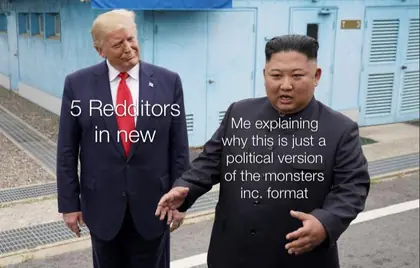 5 Redditors
in new
Me explaining
why this is just a
political version
of the monsters
inc. format